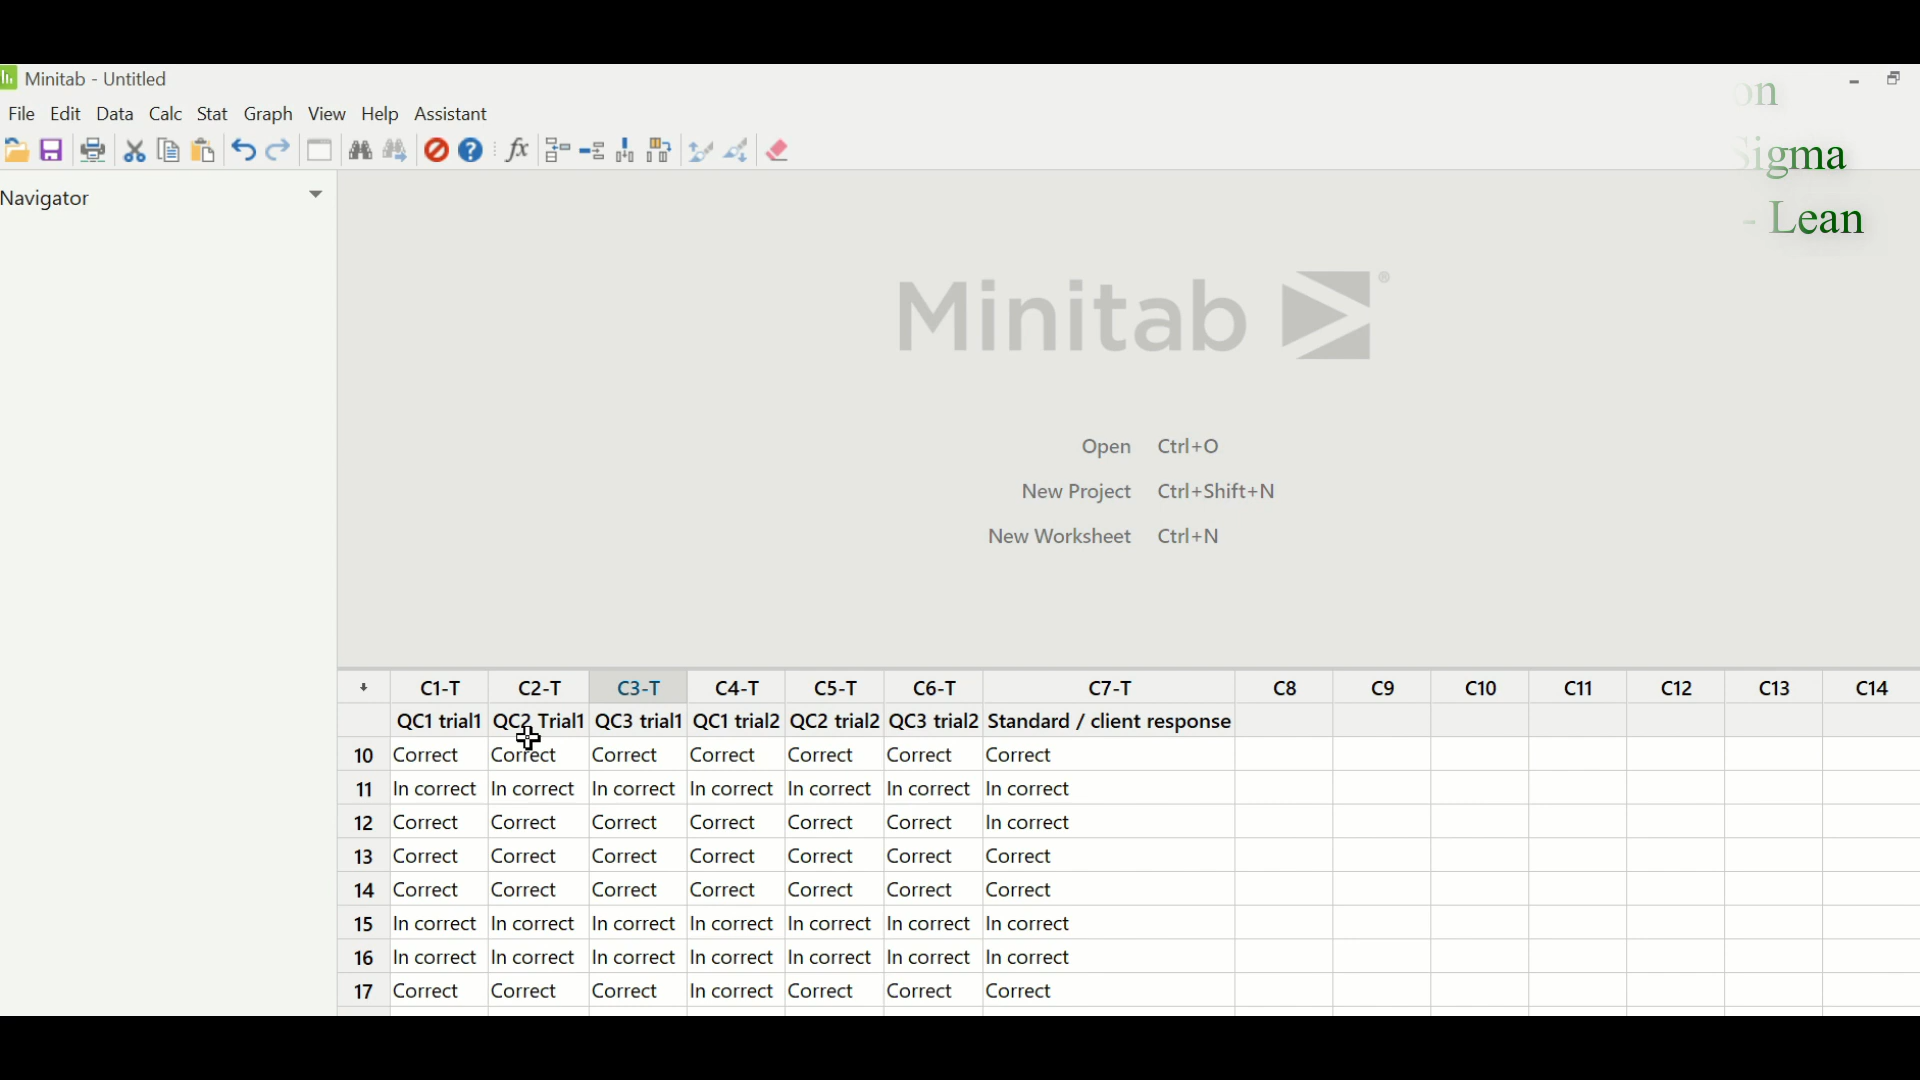 Minitab - Untitled
on
File Edit Data Calc Stat Graph View Help Assistant
Sigma
Navigator
- Lean
Minitab ®
Open Ctrl+O
New Project Ctrl+Shift+N
New Worksheet Ctrl+N
C1-T C2-T C3-T C4-T C5-T C6-T C7-T C8 C9 C10 C11 C12 C13 C14
QC1 trial1 QC2 Trial1 QC3 trial1 QC1 trial2 QC2 trial2 QC3 trial2 Standard / client response
10 Correct Correct Correct Correct Correct Correct Correct
11 In correct In correct In correct In correct In correct In correct In correct
12 Correct Correct Correct Correct Correct Correct In correct
13 Correct Correct Correct Correct Correct Correct Correct
14 Correct Correct Correct Correct Correct Correct Correct
15 In correct In correct In correct In correct In correct In correct In correct
16 In correct In correct In correct In correct In correct In correct In correct
17 Correct Correct Correct In correct Correct Correct Correct